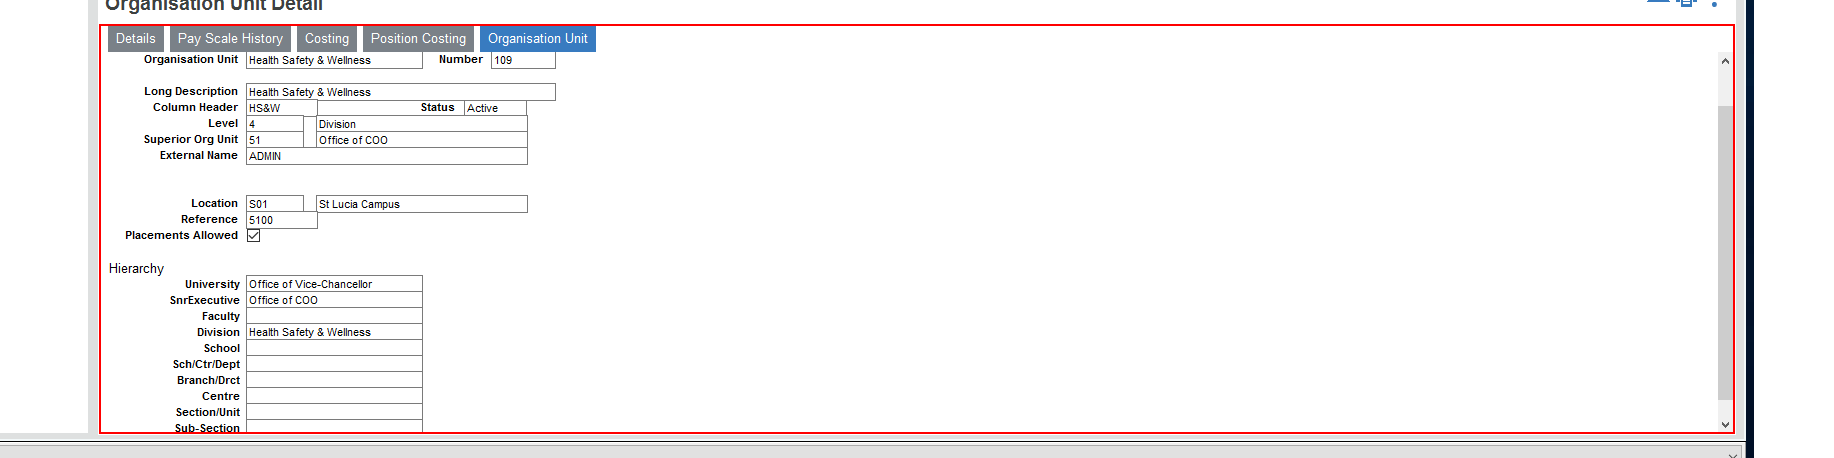 Organisation Unit Detail
Details Pay Scale History Costing Position Costing Organisation Unit
Organisation Unit Health Safety & Wellness Number 109
Long Description Health Safety & Wellness
Column Header HS&W Status Active
Level 4 Division
Superior Org Unit 51 Office of COO
External Name ADMIN
Location S01 St Lucia Campus
Reference 5100
Placements Allowed
Hierarchy
University Office of Vice-Chancellor
SnrExecutive Office of COO
Faculty
Division Health Safety & Wellness
School
Sch/Ctr/Dept
Branch/Drct
Centre
Section/Unit
Sub-Section